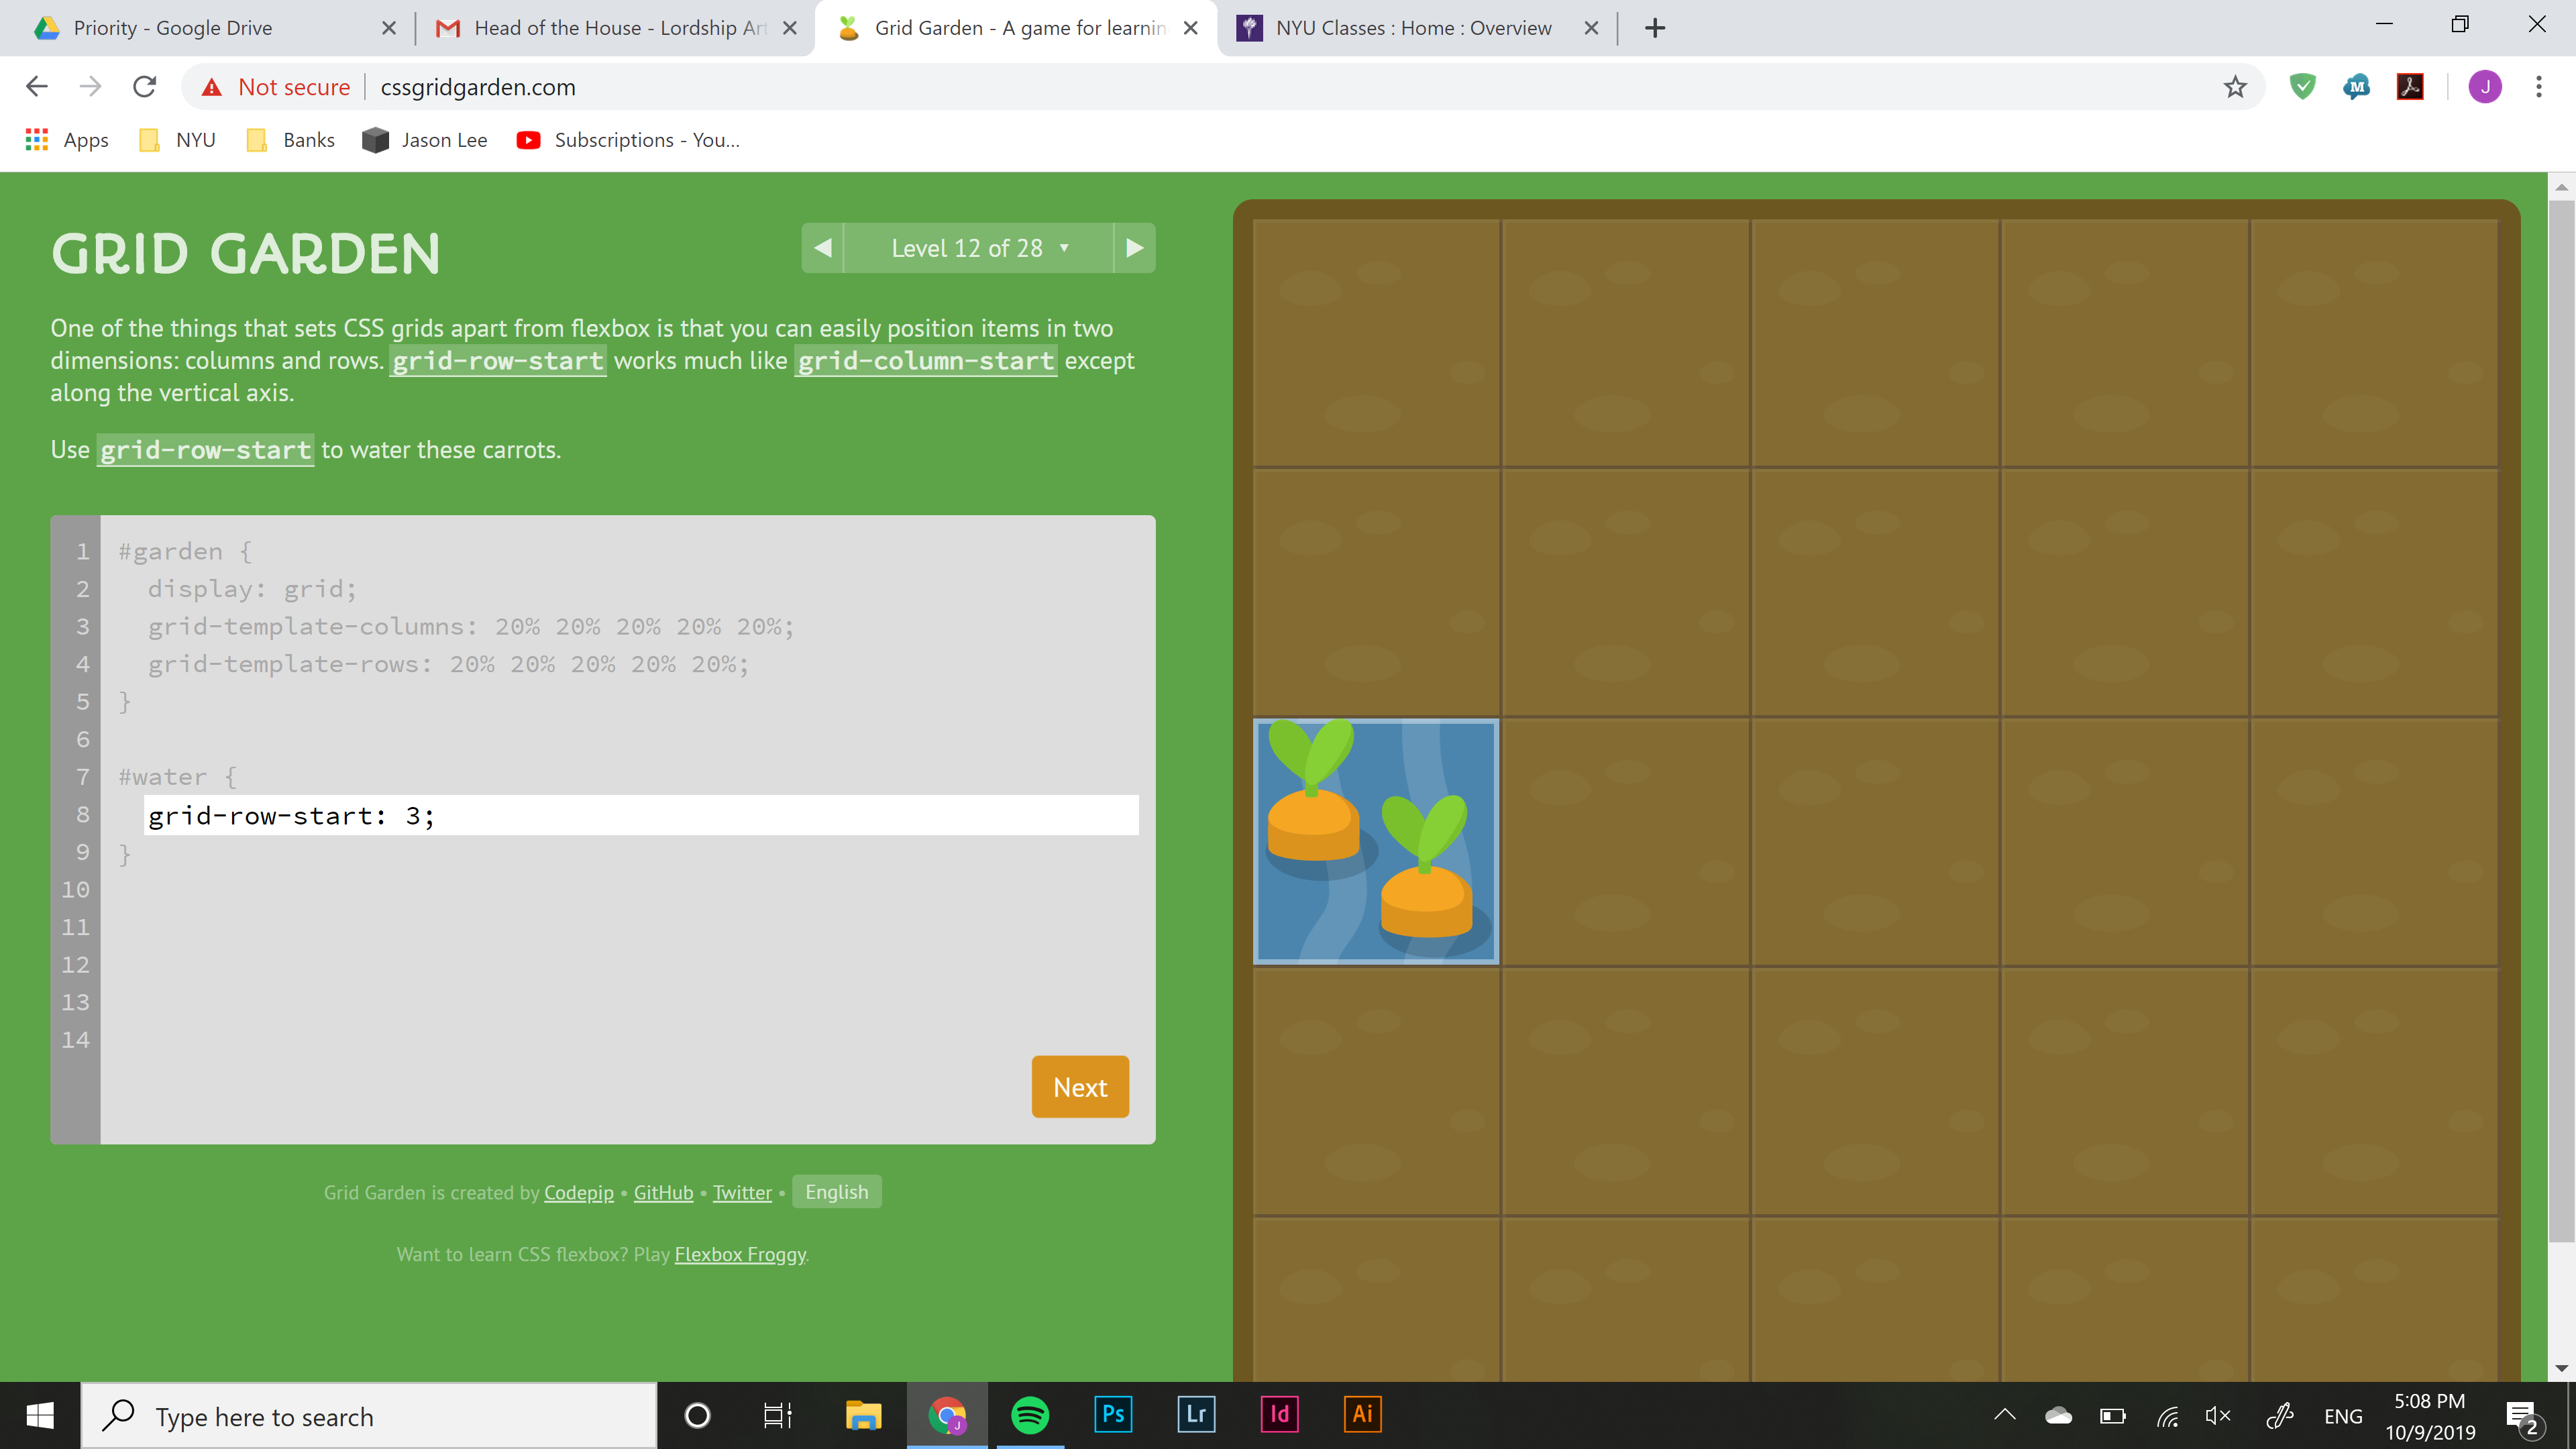 Priority - Google Drive
Head of the House - Lordship Art
Grid Garden - A game for learnin
NYU Classes : Home : Overview
Not secure
cssgridgarden.com
M
J
Apps
NYU
Banks
Jason Lee
Subscriptions - You...
GRID GARDEN
Level 12 of 28
One of the things that sets CSS grids apart from flexbox is that you can easily position items in two
dimensions: columns and rows. grid-row-start works much like grid-column-start except
along the vertical axis.
Use grid-row-start to water these carrots.
1 #garden {
2 display: grid;
3 grid-template-columns: 20% 20% 20% 20% 20%;
4 grid-template-rows: 20% 20% 20% 20% 20%;
5 }
6
7 #water {
8 grid-row-start: 3;
9 }
10
11
12
13
14
Next
Grid Garden is created by Codepip • GitHub • Twitter • English
Want to learn CSS flexbox? Play Flexbox Froggy.
Type here to search
J
Ps
Lr
Id
Ai
ENG
5:08 PM
10/9/2019
2